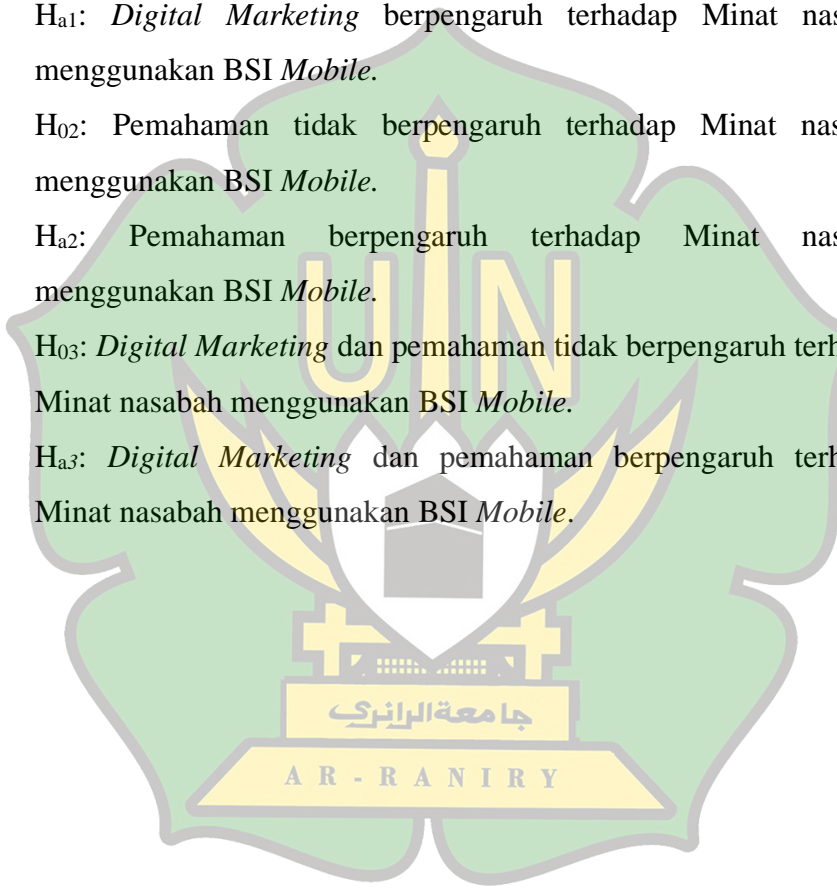 H₀a1: Digital Marketing berpengaruh terhadap Minat nas
menggunakan BSI Mobile.
H₀₂: Pemahaman tidak berpengaruh terhadap Minat nas
menggunakan BSI Mobile.
Hₐ₂: Pemahaman berpengaruh terhadap Minat nas
menggunakan BSI Mobile.
H₀₃: Digital Marketing dan pemahaman tidak berpengaruh terh
Minat nasabah menggunakan BSI Mobile.
Hₐ₃: Digital Marketing dan pemahaman berpengaruh terh
Minat nasabah menggunakan BSI Mobile.
UIN
جامعة الرانري
AR-RANIRY